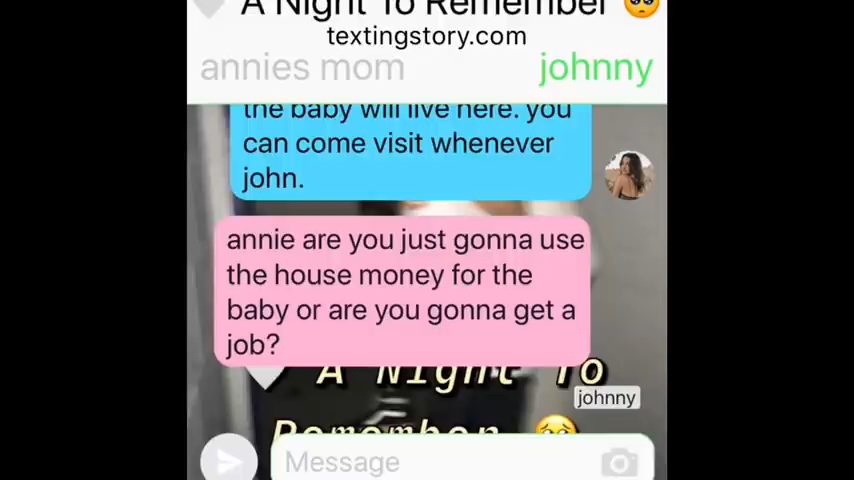 A Night To Remember 🥺
textingstory.com
annies mom
johnny
the baby will live here. you
can come visit whenever
john.
annie are you just gonna use
the house money for the
baby or are you gonna get a
job?
A Night To
johnny
Remember 🥺
Message